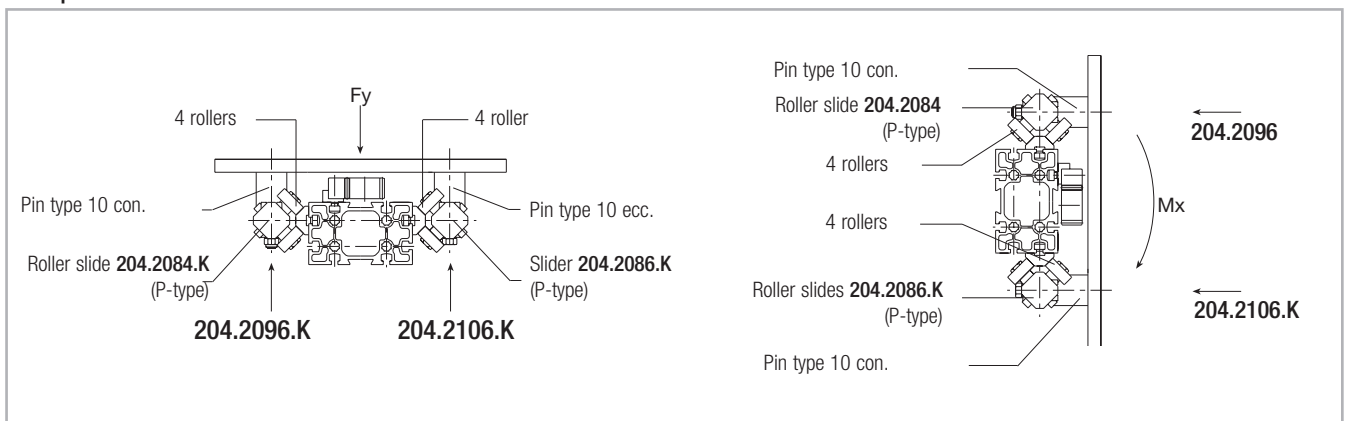 Fy
4 rollers
4 roller
Pin type 10 con.
Pin type 10 ecc.
Roller slide 204.2084.K
(P-type)
Slider 204.2086.K
(P-type)
204.2096.K
204.2106.K
Pin type 10 con.
Roller slide 204.2084
(P-type)
204.2096
4 rollers
Mx
4 rollers
Roller slides 204.2086.K
(P-type)
204.2106.K
Pin type 10 con.